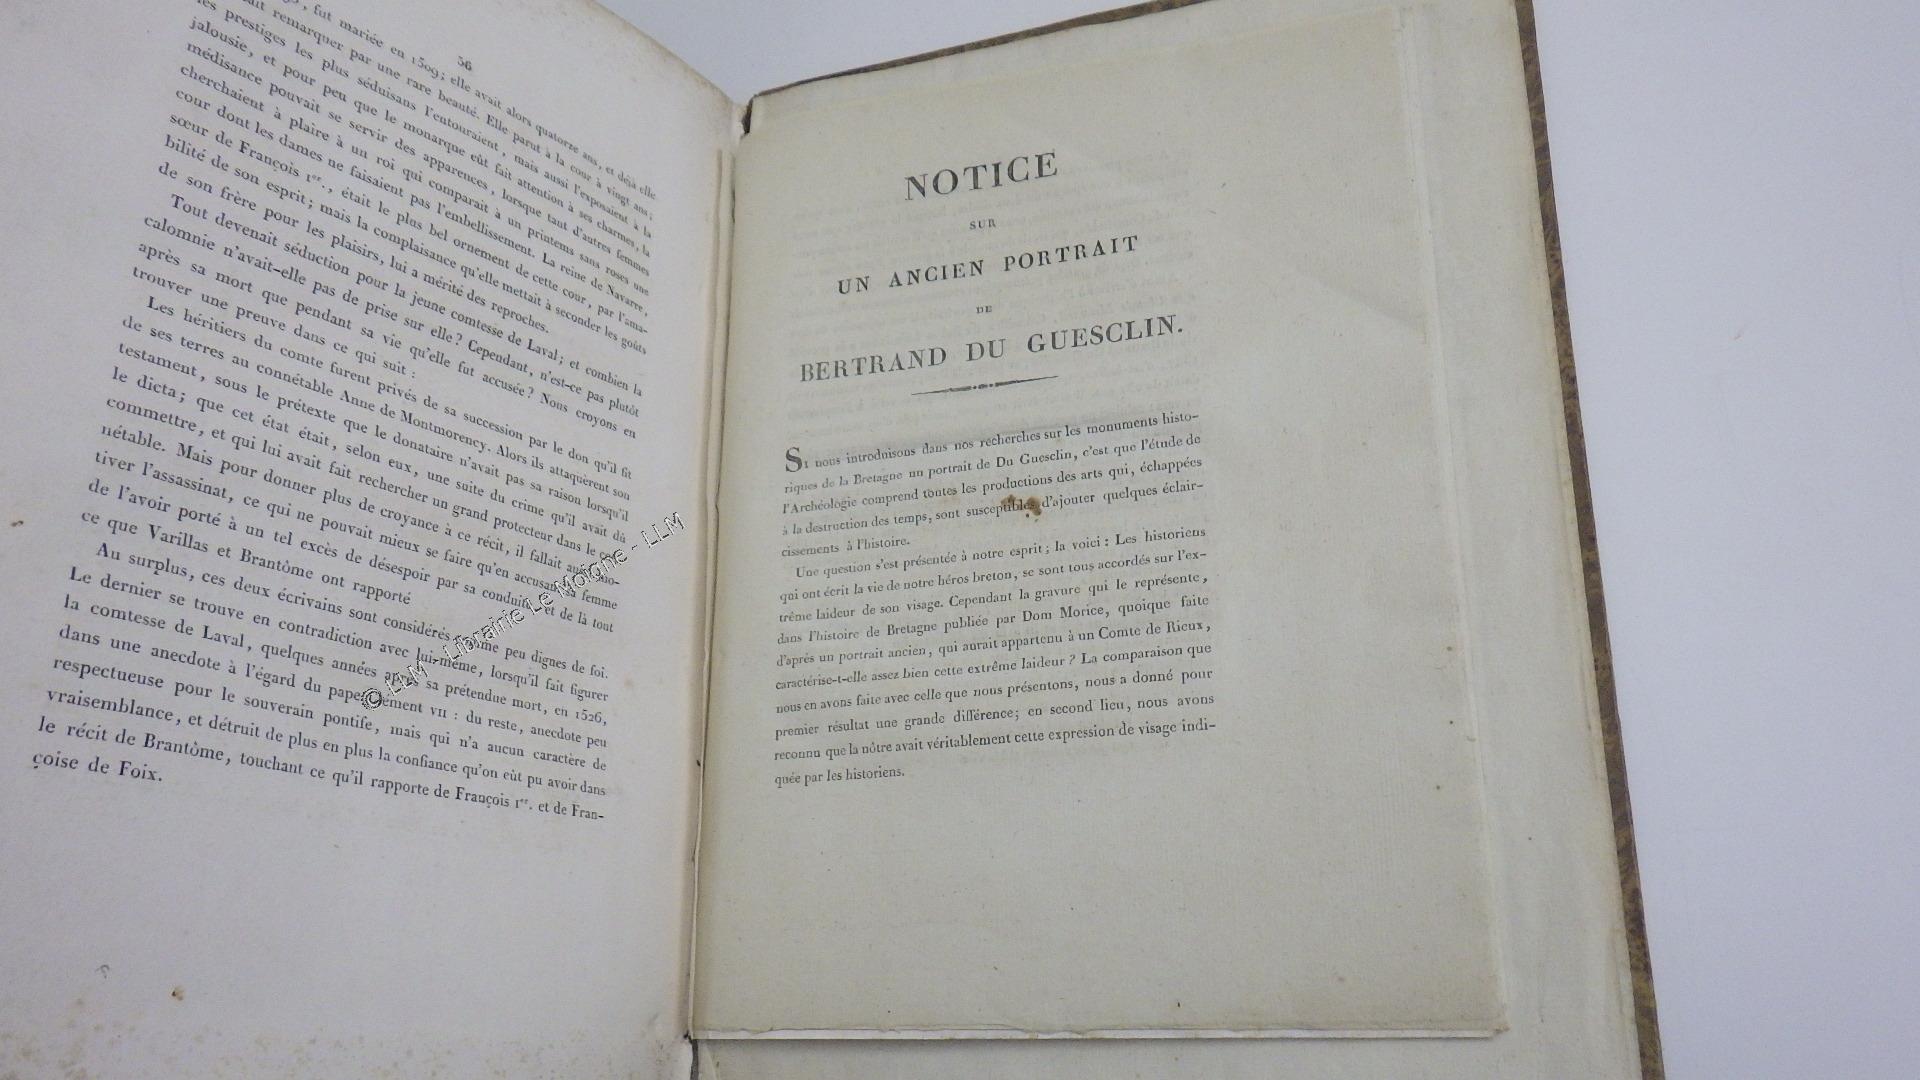 56
, fut mariée en 1509; elle avait alors quatorze ans, et déjà elle
remarquer par une rare beauté. Elle parut à la cour à vingt ans;
les prestiges les plus séduisans l'entouraient, mais aussi l'exposaient à la
jalousie, et pour peu que le monarque eût fait attention à ses charmes, la
médisance pouvait se servir des apparences, lorsque tant d'autres femmes
cherchaient à plaire à un roi qui comparait à un printems sans roses une
cour dont les dames ne faisaient pas l'embellissement. La reine de Navarre,
sœur de François 1er., était le plus bel ornement de cette cour, par l'ama-
bilité de son esprit; mais la complaisance qu'elle mettait à seconder les goûts
de son frère pour les plaisirs, lui a mérité des reproches.
Tout devenait séduction pour la jeune comtesse de Laval; et combien la
calomnie n'avait-elle pas de prise sur elle? Cependant, n'est-ce pas plutôt
après sa mort que pendant sa vie qu'elle fut accusée? Nous croyons en
trouver une preuve dans ce qui suit :
Les héritiers du comte furent privés de sa succession par le don qu'il fit
de ses terres au connétable Anne de Montmorency. Alors ils attaquèrent son
testament, sous le prétexte que le donataire n'avait pas sa raison lorsqu'il
le dicta; que cet état était, selon eux, une suite du crime qu'il avait dû
commettre, et qui lui avait fait rechercher un grand protecteur dans le con-
nétable. Mais pour donner plus de croyance à ce récit, il fallait aussi mo-
tiver l'assassinat, ce qui ne pouvait mieux se faire qu'en accusant sa femme
de l'avoir porté à un tel excès de désespoir par sa conduite, et de là tout
ce que Varillas et Brantôme ont rapporté
Au surplus, ces deux écrivains sont considérés comme peu dignes de foi.
Le dernier se trouve en contradiction avec lui-même, lorsqu'il fait figurer
la comtesse de Laval, quelques années après sa prétendue mort, en 1526,
dans une anecdote à l'égard du pape Clément VII : du reste, anecdote peu
respectueuse pour le souverain pontife, mais qui n'a aucun caractère de
vraisemblance, et détruit de plus en plus la confiance qu'on eût pu avoir dans
le récit de Brantôme, touchant ce qu'il rapporte de François 1er. et de Fran-
çoise de Foix.
© LLM - Librairie Le Moigne - LLM
NOTICE
SUR
UN ANCIEN PORTRAIT
DE
BERTRAND DU GUESCLIN.
Si nous introduisons dans nos recherches sur les monuments histo-
riques de la Bretagne un portrait de Du Guesclin, c'est que l'étude de
l'Archéologie comprend toutes les productions des arts qui, échappées
à la destruction des temps, sont susceptibles d'ajouter quelques éclair-
cissements à l'histoire.
Une question s'est présentée à notre esprit; la voici : Les historiens
qui ont écrit la vie de notre héros breton, se sont tous accordés sur l'ex-
trême laideur de son visage. Cependant la gravure qui le représente,
dans l'histoire de Bretagne publiée par Dom Morice, quoique faite
d'après un portrait ancien, qui aurait appartenu à un Comte de Rieux,
caractérise-t-elle assez bien cette extrême laideur? La comparaison que
nous en avons faite avec celle que nous présentons, nous a donné pour
premier résultat une grande différence; en second lieu, nous avons
reconnu que la nôtre avait véritablement cette expression de visage indi-
quée par les historiens.